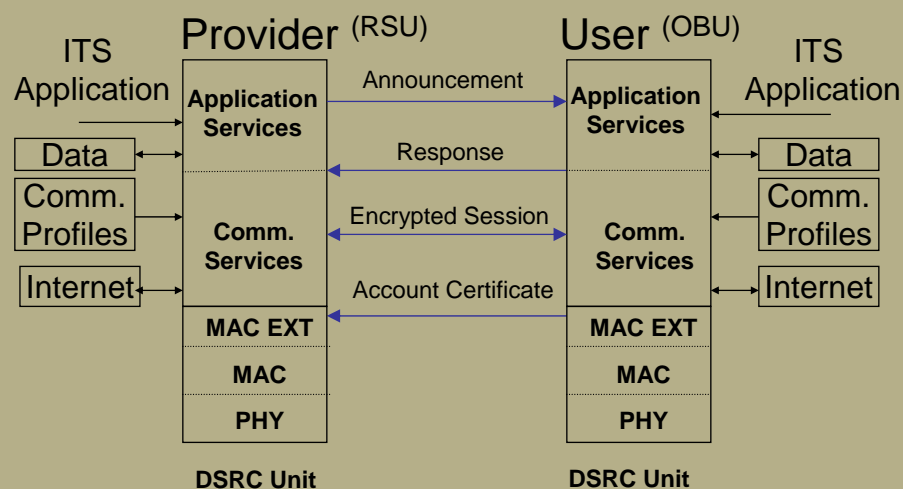 Provider (RSU)
User (OBU)
ITS
Application
Application
Services
Announcement
Application
Services
ITS
Application
Data
Response
Data
Comm.
Profiles
Comm.
Services
Encrypted Session
Comm.
Services
Comm.
Profiles
Internet
Account Certificate
Internet
MAC EXT
MAC EXT
MAC
MAC
PHY
PHY
DSRC Unit
DSRC Unit